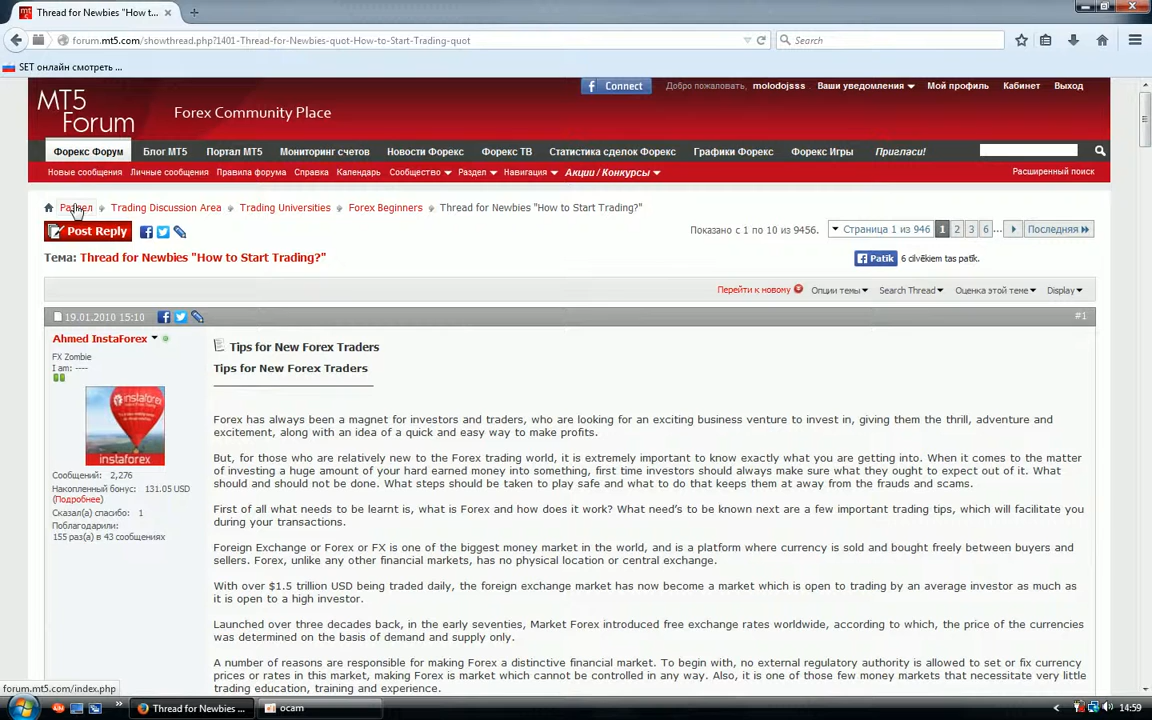 Thread for Newbies "How t...
forum.mt5.com/showthread.php?1401-Thread-for-Newbies-quot-How-to-Start-Trading-quot
Search
SET онлайн смотреть ...
Connect
Добро пожаловать, molodojsss Ваши уведомления Мой профиль Кабинет Выход
MT5 Forum
Forex Community Place
Форекс Форум Блог МТ5 Портал МТ5 Мониторинг счетов Новости Форекс Форекс ТВ Статистика сделок Форекс Графики Форекс Форекс Игры Пригласи!
Новые сообщения Личные сообщения Правила форума Справка Календарь Сообщество Раздел Навигация Акции / Конкурсы Расширенный поиск
Раздел Trading Discussion Area Trading Universities Forex Beginners Thread for Newbies "How to Start Trading?"
Post Reply
Показано с 1 по 10 из 9456. Страница 1 из 946 1 2 3 6 ... Последняя
Тема: Thread for Newbies "How to Start Trading?"
Patīk 6 cilvēkiem tas patīk.
Перейти к новому Опции темы Search Thread Оценка этой теме Display
19.01.2010 15:10 #1
Ahmed InstaForex
FX Zombie
I am: ----
instaforex
instaforex
Сообщений: 2,276
Накопленный бонус: 131.05 USD
(Подробнее)
Сказал(а) спасибо: 1
Поблагодарили:
155 раз(а) в 43 сообщениях
Tips for New Forex Traders
Tips for New Forex Traders
Forex has always been a magnet for investors and traders, who are looking for an exciting business venture to invest in, giving them the thrill, adventure and
excitement, along with an idea of a quick and easy way to make profits.
But, for those who are relatively new to the Forex trading world, it is extremely important to know exactly what you are getting into. When it comes to the matter
of investing a huge amount of your hard earned money into something, first time investors should always make sure what they ought to expect out of it. What
should and should not be done. What steps should be taken to play safe and what to do that keeps them at away from the frauds and scams.
First of all what needs to be learnt is, what is Forex and how does it work? What need's to be known next are a few important trading tips, which will facilitate you
during your transactions.
Foreign Exchange or Forex or FX is one of the biggest money market in the world, and is a platform where currency is sold and bought freely between buyers and
sellers. Forex, unlike any other financial markets, has no physical location or central exchange.
With over $1.5 trillion USD being traded daily, the foreign exchange market has now become a market which is open to trading by an average investor as much as
it is open to a high investor.
Launched over three decades back, in the early seventies, Market Forex introduced free exchange rates worldwide, according to which, the price of the currencies
was determined on the basis of demand and supply only.
A number of reasons are responsible for making Forex a distinctive financial market. To begin with, no external regulatory authority is allowed to set or fix currency
prices or rates in this market, making Forex is market which cannot be controlled in any way. Also, it is one of those few money markets that necessitate very little
trading education, training and experience.
forum.mt5.com/index.php
Thread for Newbies ... ocam 14:59